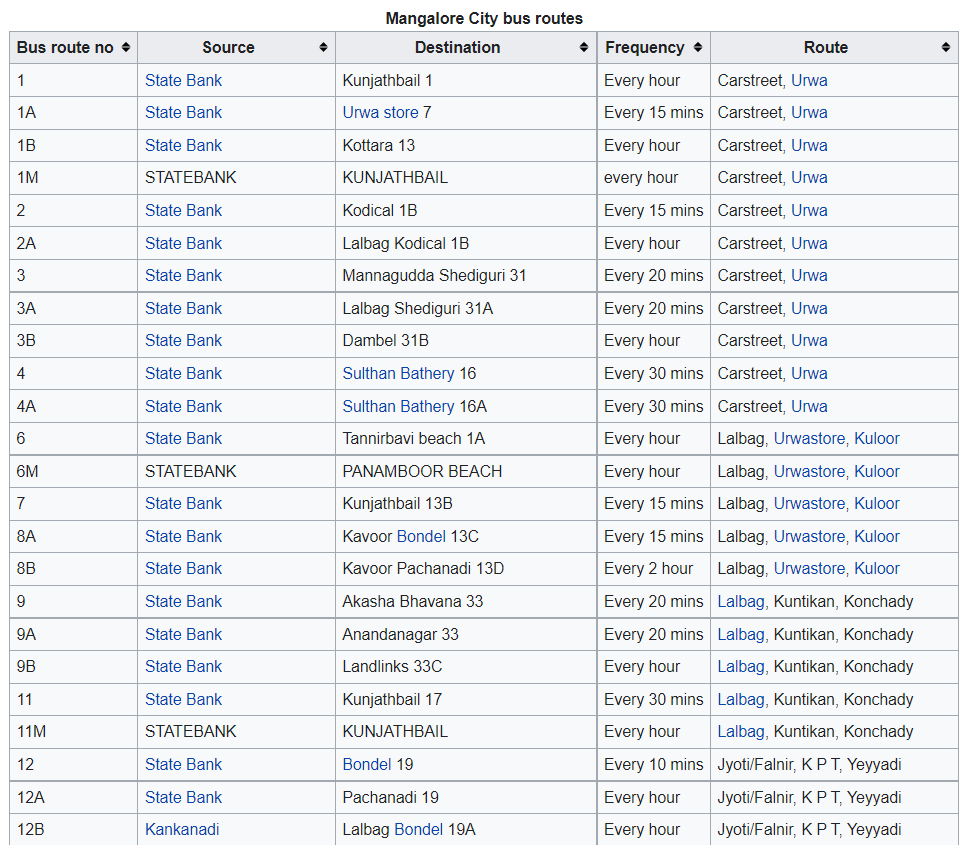 Mangalore City bus routes
Bus route no Source Destination Frequency Route
1 State Bank Kunjathbail 1 Every hour Carstreet, Urwa
1A State Bank Urwa store 7 Every 15 mins Carstreet, Urwa
1B State Bank Kottara 13 Every hour Carstreet, Urwa
1M STATEBANK KUNJATHBAIL every hour Carstreet, Urwa
2 State Bank Kodical 1B Every 15 mins Carstreet, Urwa
2A State Bank Lalbag Kodical 1B Every hour Carstreet, Urwa
3 State Bank Mannagudda Shediguri 31 Every 20 mins Carstreet, Urwa
3A State Bank Lalbag Shediguri 31A Every 20 mins Carstreet, Urwa
3B State Bank Dambel 31B Every hour Carstreet, Urwa
4 State Bank Sulthan Bathery 16 Every 30 mins Carstreet, Urwa
4A State Bank Sulthan Bathery 16A Every 30 mins Carstreet, Urwa
6 State Bank Tannirbavi beach 1A Every hour Lalbag, Urwastore, Kuloor
6M STATEBANK PANAMBOOR BEACH Every hour Lalbag, Urwastore, Kuloor
7 State Bank Kunjathbail 13B Every 15 mins Lalbag, Urwastore, Kuloor
8A State Bank Kavoor Bondel 13C Every 15 mins Lalbag, Urwastore, Kuloor
8B State Bank Kavoor Pachanadi 13D Every 2 hour Lalbag, Urwastore, Kuloor
9 State Bank Akasha Bhavana 33 Every 20 mins Lalbag, Kuntikan, Konchady
9A State Bank Anandanagar 33 Every 20 mins Lalbag, Kuntikan, Konchady
9B State Bank Landlinks 33C Every hour Lalbag, Kuntikan, Konchady
11 State Bank Kunjathbail 17 Every 30 mins Lalbag, Kuntikan, Konchady
11M STATEBANK KUNJATHBAIL Every hour Lalbag, Kuntikan, Konchady
12 State Bank Bondel 19 Every 10 mins Jyoti/Falnir, K P T, Yeyyadi
12A State Bank Pachanadi 19 Every hour Jyoti/Falnir, K P T, Yeyyadi
12B Kankanadi Lalbag Bondel 19A Every hour Jyoti/Falnir, K P T, Yeyyadi